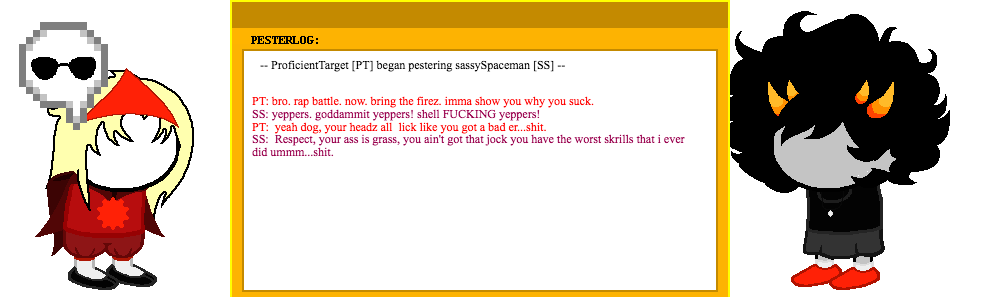 PESTERLOG:
-- ProficientTarget [PT] began pestering sassySpaceman [SS] --
PT: bro. rap battle. now. bring the firez. imma show you why you suck.
SS: yeppers. goddammit yeppers! shell FUCKING yeppers!
PT: yeah dog, your headz all lick like you got a bad er...shit.
SS: Respect, your ass is grass, you ain't got that jock you have the worst skrills that i ever
did ummm...shit.